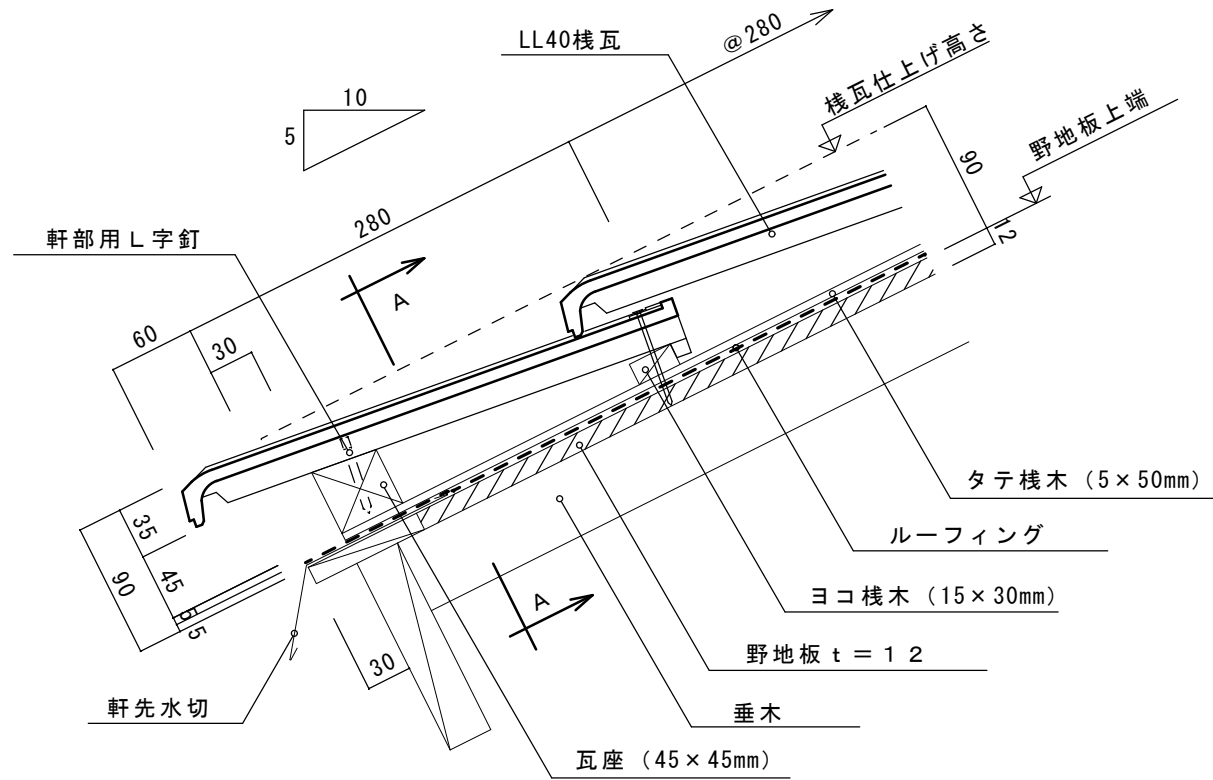 LL40桟瓦
@280
桟瓦仕上げ高さ
野地板上端
10
5
90
12
280
軒部用L字釘
A
60
30
タテ桟木(5×50mm)
ルーフィング
ヨコ桟木(15×30mm)
野地板t=12
垂木
瓦座(45×45mm)
35
45
90
5
5
A
30
軒先水切